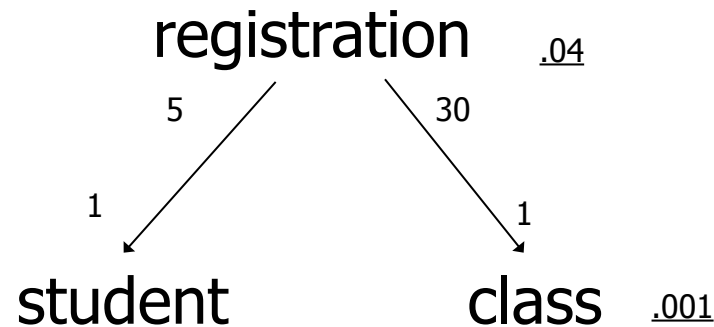 registration .04
5 30
1 1
student class .001